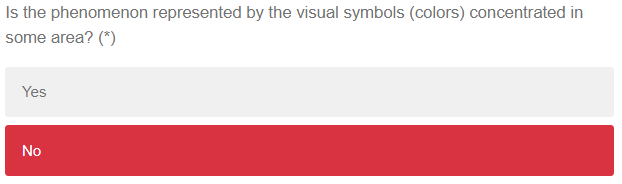 Is the phenomenon represented by the visual symbols (colors) concentrated in
some area? (*)
Yes
No